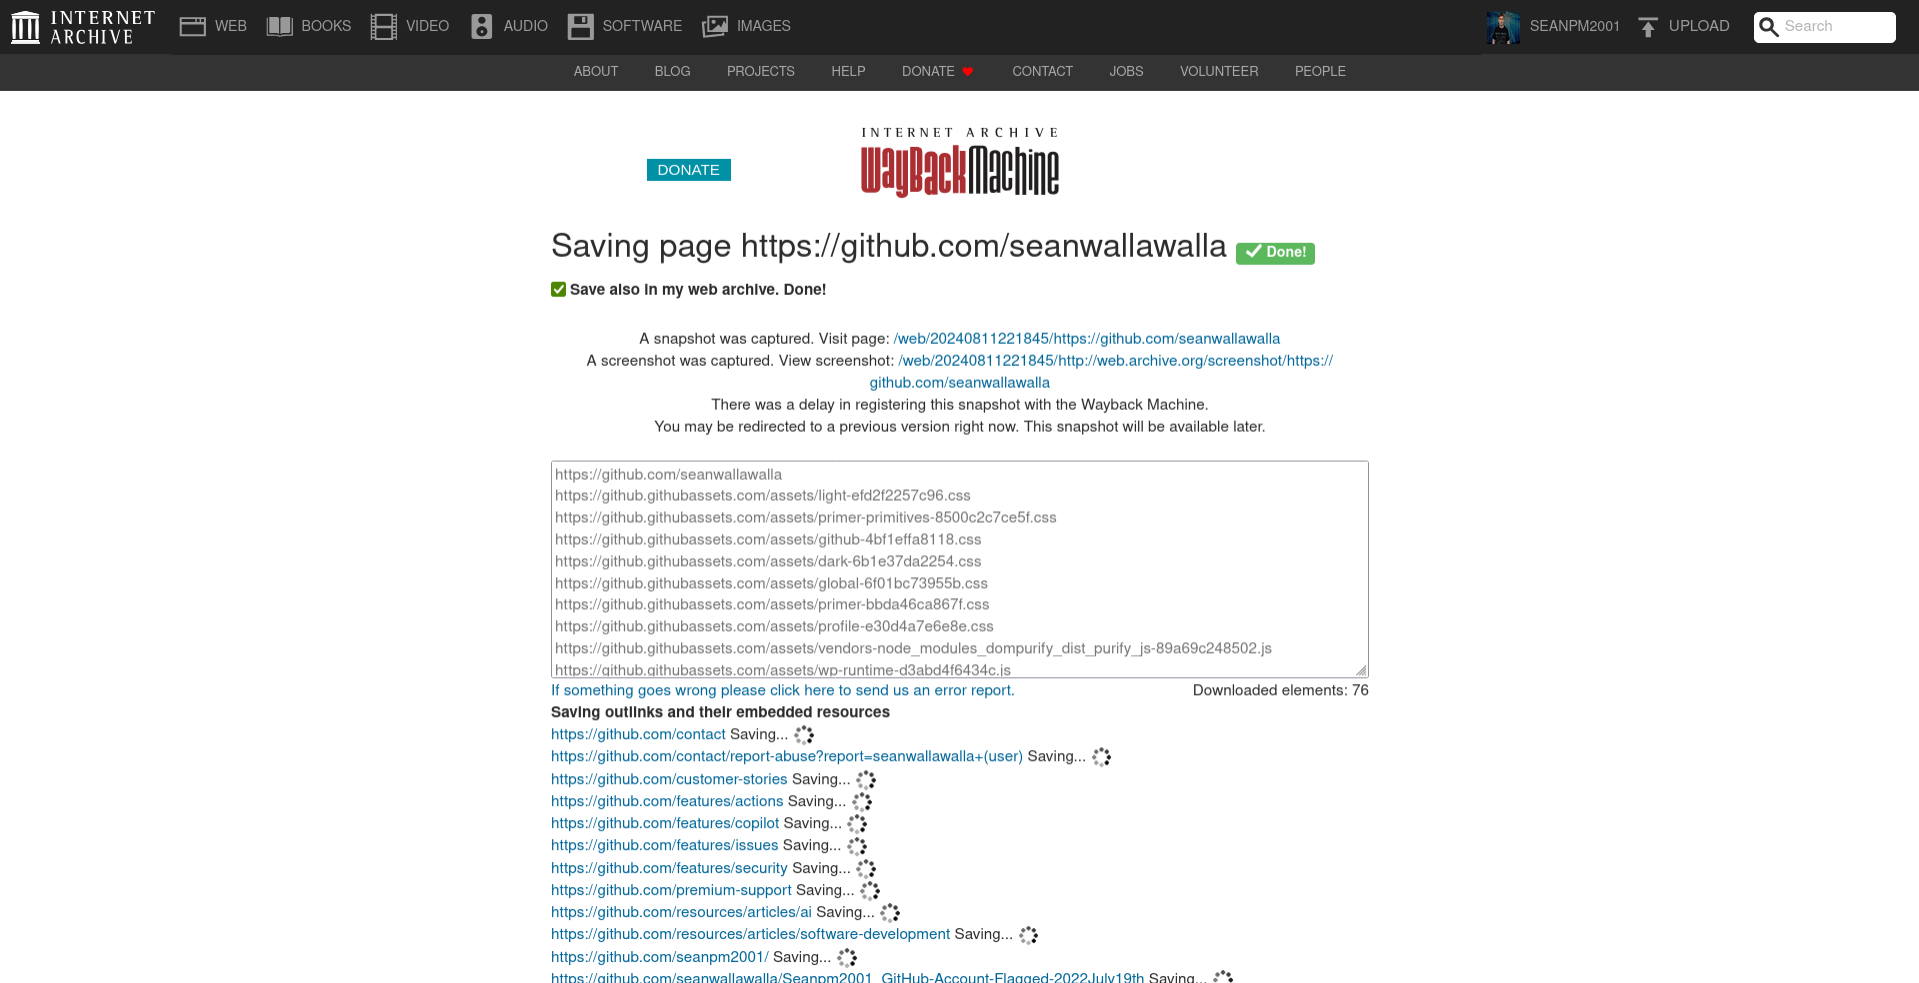 INTERNET ARCHIVE
WEB BOOKS VIDEO AUDIO SOFTWARE IMAGES
SEANPM2001 UPLOAD Search
ABOUT BLOG PROJECTS HELP DONATE CONTACT JOBS VOLUNTEER PEOPLE
INTERNET ARCHIVE
WayBackMachine
DONATE
Saving page https://github.com/seanwallawalla Done!
Save also in my web archive. Done!
A snapshot was captured. Visit page: /web/20240811221845/https://github.com/seanwallawalla
A screenshot was captured. View screenshot: /web/20240811221845/http://web.archive.org/screenshot/https://
github.com/seanwallawalla
There was a delay in registering this snapshot with the Wayback Machine.
You may be redirected to a previous version right now. This snapshot will be available later.
https://github.com/seanwallawalla
https://github.githubassets.com/assets/light-efd2f2257c96.css
https://github.githubassets.com/assets/primer-primitives-8500c2c7ce5f.css
https://github.githubassets.com/assets/github-4bf1effa8118.css
https://github.githubassets.com/assets/dark-6b1e37da2254.css
https://github.githubassets.com/assets/global-6f01bc73955b.css
https://github.githubassets.com/assets/primer-bbda46ca867f.css
https://github.githubassets.com/assets/profile-e30d4a7e6e8e.css
https://github.githubassets.com/assets/vendors-node_modules_dompurify_dist_purify_js-89a69c248502.js
https://github.githubassets.com/assets/wp-runtime-d3abd4f6434c.js
If something goes wrong please click here to send us an error report. Downloaded elements: 76
Saving outlinks and their embedded resources
https://github.com/contact Saving...
https://github.com/contact/report-abuse?report=seanwallawalla+(user) Saving...
https://github.com/customer-stories Saving...
https://github.com/features/actions Saving...
https://github.com/features/copilot Saving...
https://github.com/features/issues Saving...
https://github.com/features/security Saving...
https://github.com/premium-support Saving...
https://github.com/resources/articles/ai Saving...
https://github.com/resources/articles/software-development Saving...
https://github.com/seanpm2001/ Saving...
https://github.com/seanwallawalla/Seanpm2001_GitHub-Account-Flagged-2022July19th Saving...